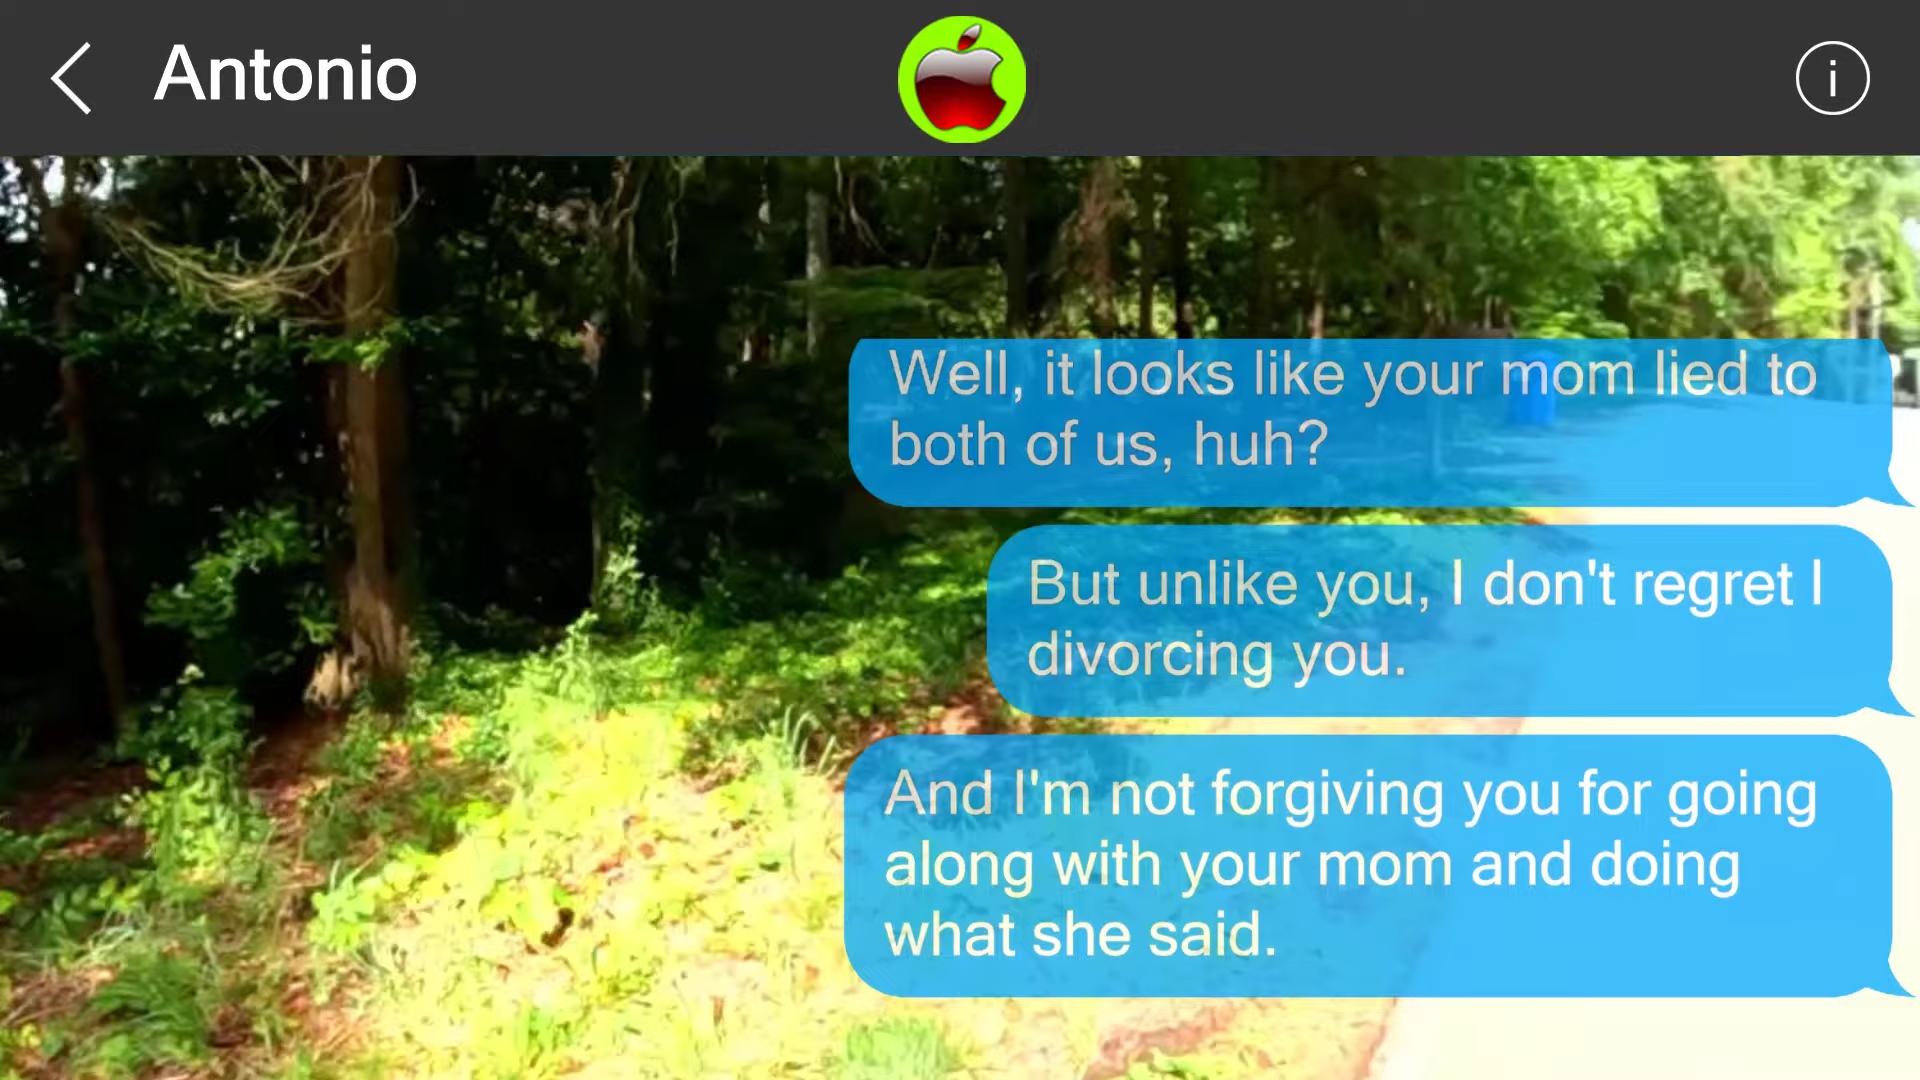 Antonio
i
Well, it looks like your mom lied to
both of us, huh?
But unlike you, I don't regret I
divorcing you.
And I'm not forgiving you for going
along with your mom and doing
what she said.